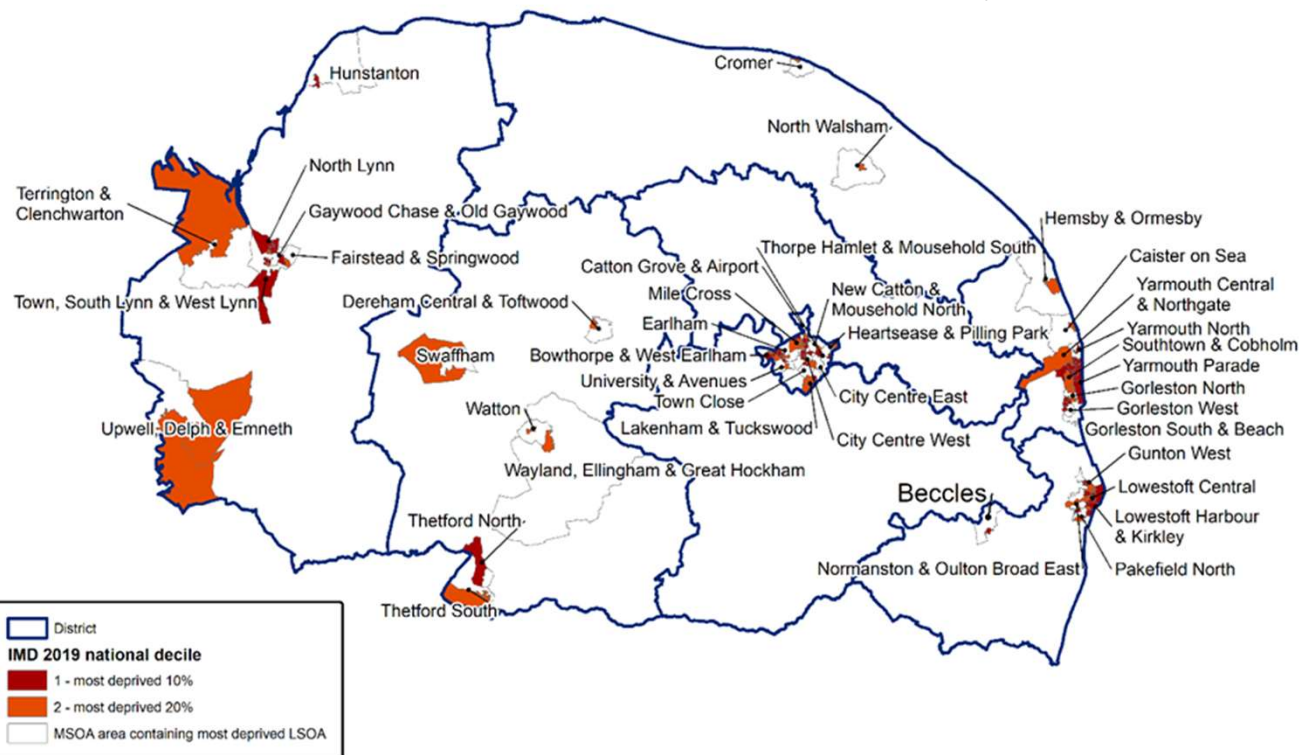 Cromer
Hunstanton
North Walsham
North Lynn
Terrington &
Clenchwarton
Gaywood Chase & Old Gaywood
Hemsby & Ormesby
Thorpe Hamlet & Mousehold South
Fairstead & Springwood
Caister on Sea
Catton Grove & Airport
Yarmouth Central
& Northgate
Mile Cross
New Catton &
Mousehold North
Town, South Lynn & West Lynn
Dereham Central & Toftwood
Earlham
Heartsease & Pilling Park
Yarmouth North
Southtown & Cobholm
Swaffham
Bowthorpe & West Earlham
Yarmouth Parade
University & Avenues
Gorleston North
Town Close
City Centre East
Watton
Gorleston West
Upwell, Delph & Emneth
Lakenham & Tuckswood
Gorleston South & Beach
City Centre West
Gunton West
Wayland, Ellingham & Great Hockham
Lowestoft Central
Beccles
Thetford North
Lowestoft Harbour
& Kirkley
Normanston & Oulton Broad East
Pakefield North
Thetford South
District
IMD 2019 national decile
1 - most deprived 10%
2 - most deprived 20%
MSOA area containing most deprived LSOA